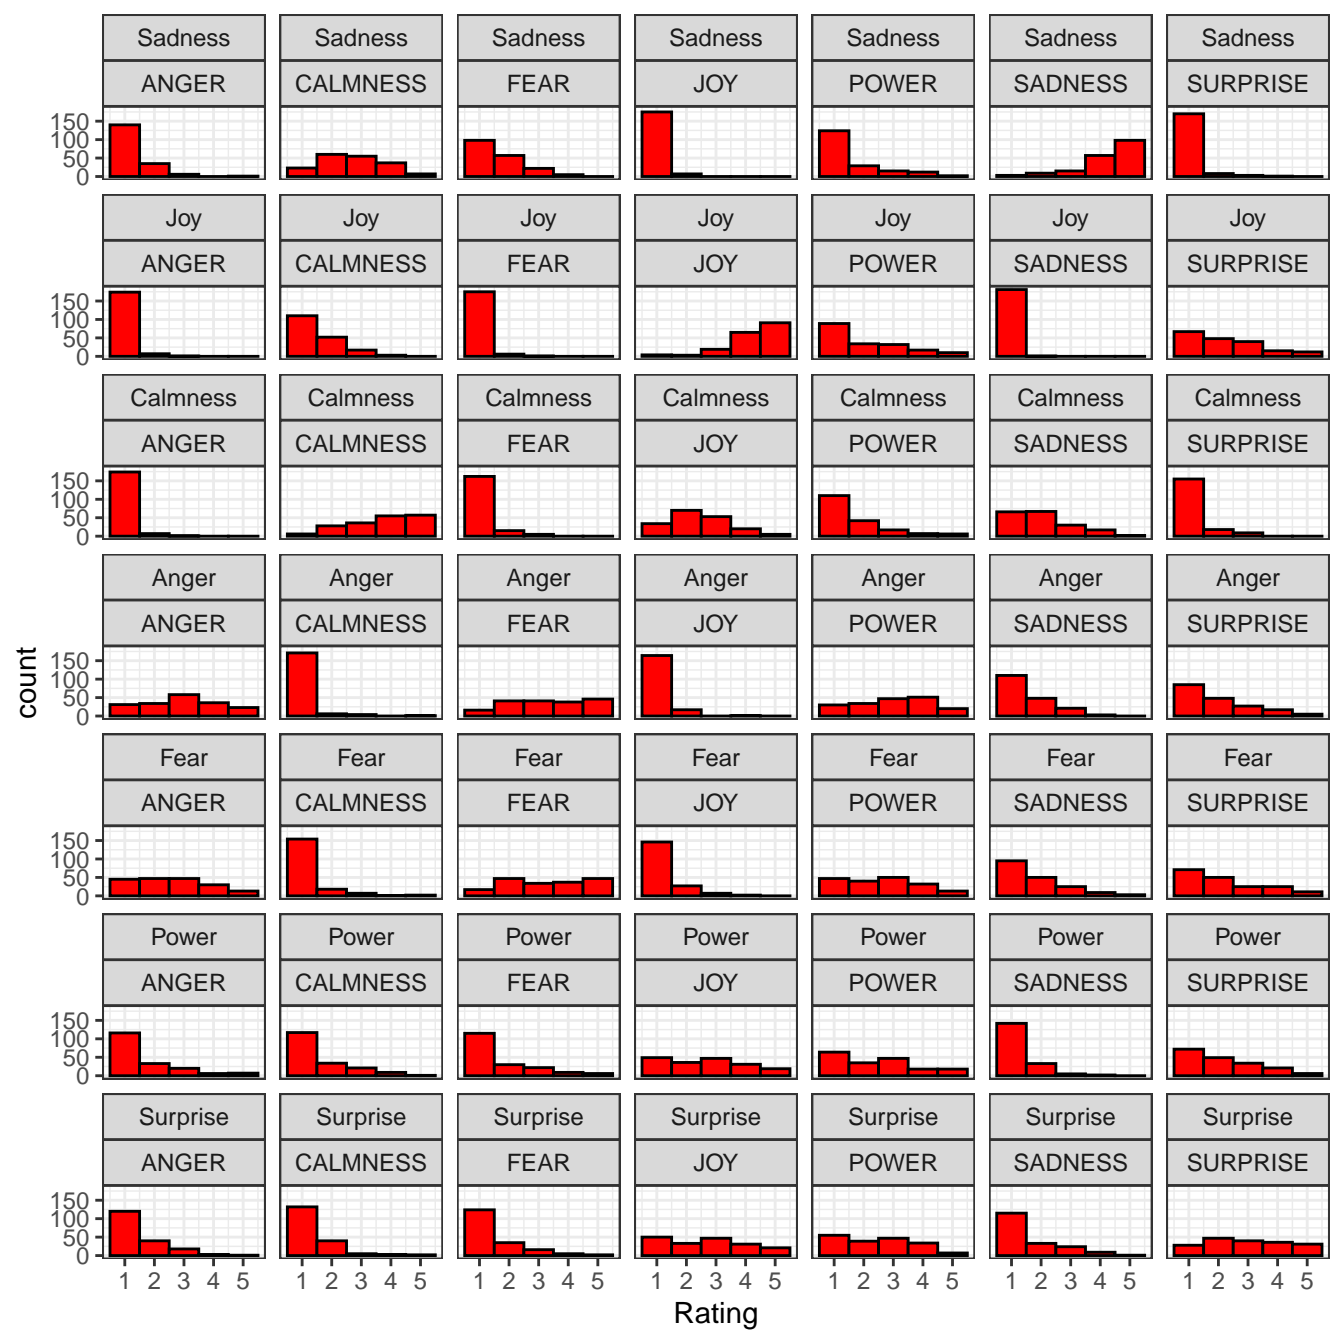 Sadness Sadness Sadness Sadness Sadness Sadness Sadness
ANGER CALMNESS FEAR JOY POWER SADNESS SURPRISE
150
100
50
0
Joy Joy Joy Joy Joy Joy Joy
ANGER CALMNESS FEAR JOY POWER SADNESS SURPRISE
150
100
50
0
Calmness Calmness Calmness Calmness Calmness Calmness Calmness
ANGER CALMNESS FEAR JOY POWER SADNESS SURPRISE
150
100
50
0
Anger Anger Anger Anger Anger Anger Anger
ANGER CALMNESS FEAR JOY POWER SADNESS SURPRISE
150
100
50
0
count
Fear Fear Fear Fear Fear Fear Fear
ANGER CALMNESS FEAR JOY POWER SADNESS SURPRISE
150
100
50
0
Power Power Power Power Power Power Power
ANGER CALMNESS FEAR JOY POWER SADNESS SURPRISE
150
100
50
0
Surprise Surprise Surprise Surprise Surprise Surprise Surprise
ANGER CALMNESS FEAR JOY POWER SADNESS SURPRISE
150
100
50
0
1 2 3 4 5 1 2 3 4 5 1 2 3 4 5 1 2 3 4 5 1 2 3 4 5 1 2 3 4 5 1 2 3 4 5
Rating